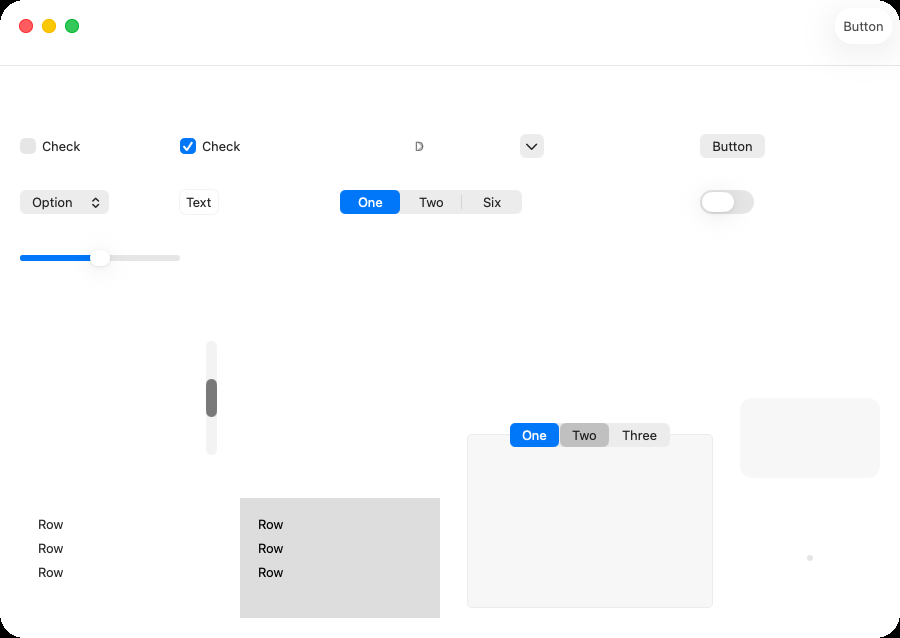 Button
Check
Check
Button
Option
Text
One
Two
Six
One
Two
Three
Row
Row
Row
Row
Row
Row